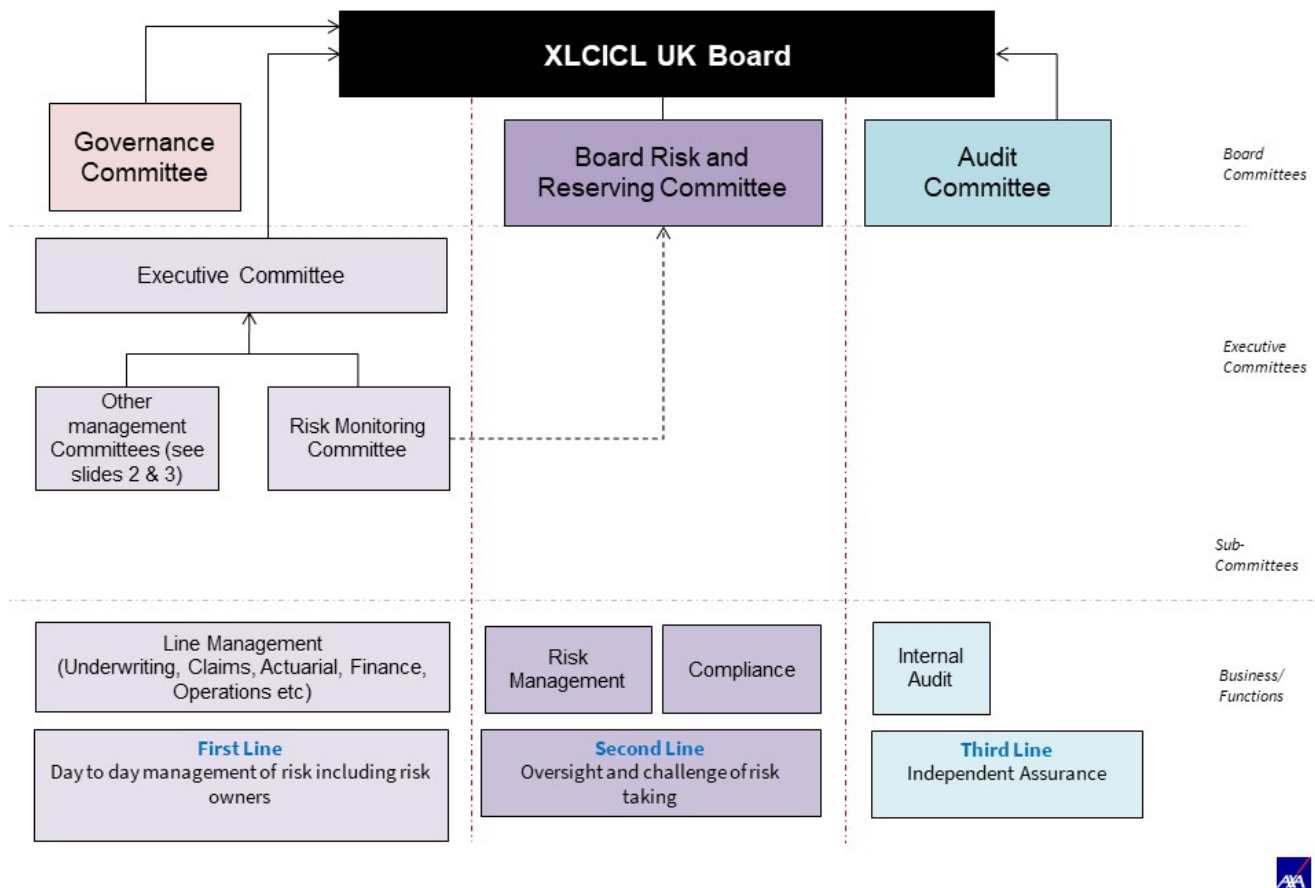 XLCICL UK Board
Governance
Committee
Board Risk and
Reserving Committee
Audit
Committee
Board
Committees
Executive Committee
Executive
Committees
Other
management
Committees (see
slides 2 & 3)
Risk Monitoring
Committee
Sub-
Committees
Line Management
(Underwriting, Claims, Actuarial, Finance,
Operations etc)
Risk
Management
Compliance
Internal
Audit
Business/
Functions
First Line
Day to day management of risk including risk
owners
Second Line
Oversight and challenge of risk
taking
Third Line
Independent Assurance
AXA